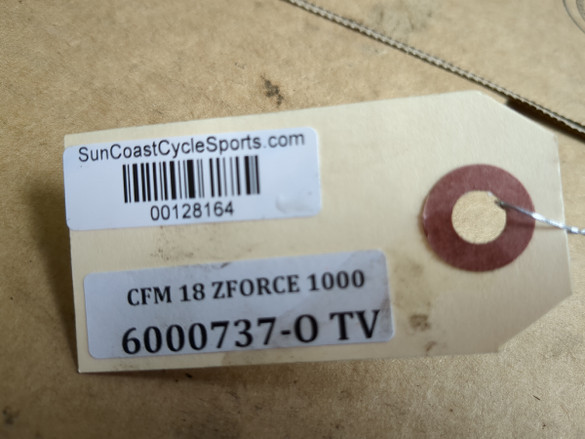 SunCoastCycleSports.com
00128164
CFM 18 ZFORCE 1000
6000737-O TV